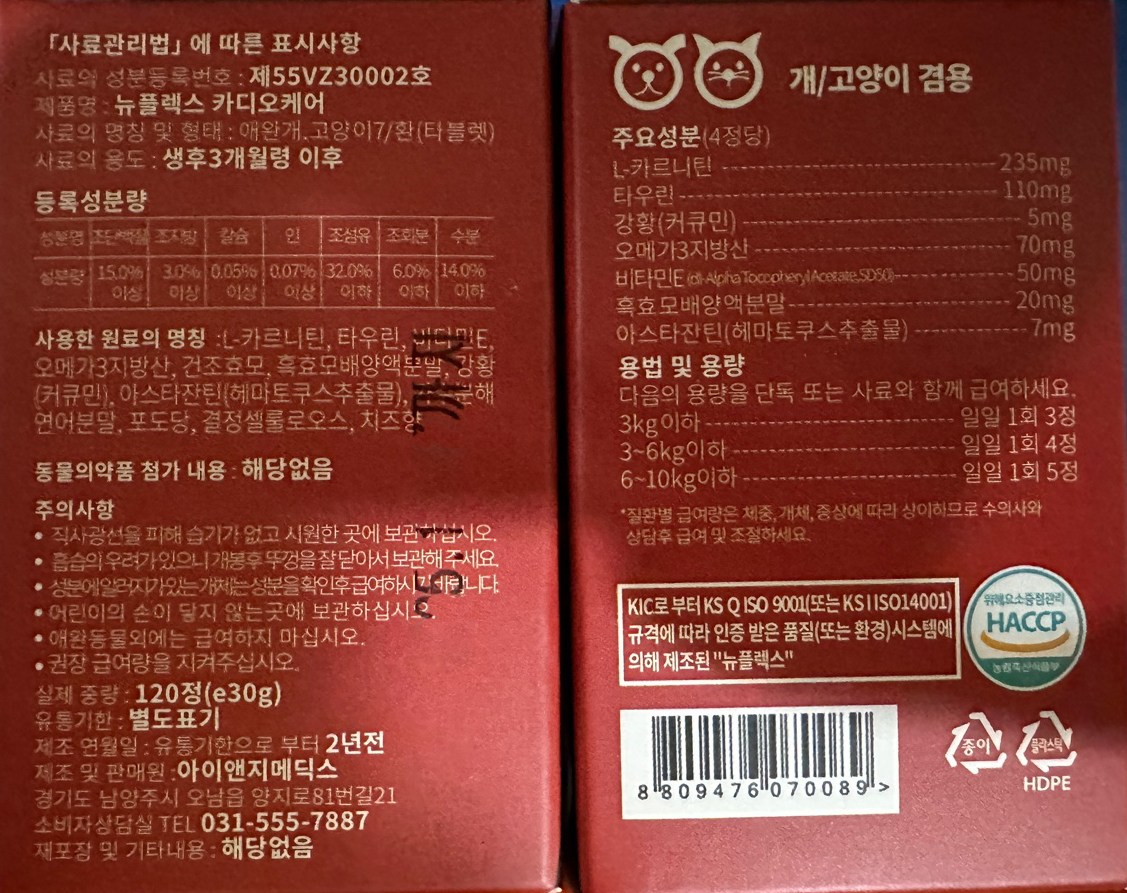 「사료관리법」에 따른 표시사항
사료의 성분등록번호 : 제55VZ30002호
제품명 : 뉴플렉스 카디오케어
사료의 명칭 및 형태 : 애완개.고양이7/환(타블렛)
사료의 용도 : 생후3개월령 이후
등록성분량
성분명 조단백질 조지방 칼슘 인 조섬유 조회분 수분
성분량 15.0% 이상 3.0% 이상 0.05% 이상 0.07% 이상 32.0% 이하 6.0% 이하 14.0% 이하
사용한 원료의 명칭 :L-카르니틴, 타우린, 비타민E,
오메가3지방산, 건조효모, 흑효모배양액분말, 강황
(커큐민), 아스타잔틴(헤마토쿠스추출물), 분해
연어분말, 포도당, 결정셀룰로오스, 치즈향
동물의약품 첨가 내용 : 해당없음
주의사항
• 직사광선을 피해 습기가 없고 시원한 곳에 보관하십시오.
• 흡습의 우려가 있으니 개봉후 뚜껑을 잘 닫아서 보관해 주세요.
• 성분에 알러지가 있는 개체는 성분을 확인후 급여하시기 바랍니다.
• 어린이의 손이 닿지 않는곳에 보관하십시오.
• 애완동물외에는 급여하지 마십시오.
• 권장 급여량을 지켜주십시오.
실제 중량 : 120정(e30g)
유통기한 : 별도표기
제조 연월일 : 유통기한으로 부터 2년전
제조 및 판매원 :아이앤지메딕스
경기도 남양주시 오남읍 양지로81번길21
소비자상담실 TEL 031-555-7887
재포장 및 기타내용 : 해당없음
개/고양이 겸용
주요성분(4정당)
L-카르니틴 235mg
타우린 110mg
강황(커큐민) 5mg
오메가3지방산 70mg
비타민E(dl-Alpha Tocopheryl Acetate,SD50) 50mg
흑효모배양액분말 20mg
아스타잔틴(헤마토쿠스추출물) 7mg
용법 및 용량
다음의 용량을 단독 또는 사료와 함께 급여하세요.
3kg이하 일일 1회 3정
3~6kg이하 일일 1회 4정
6~10kg이하 일일 1회 5정
*질환별 급여량은 체중, 개체, 증상에 따라 상이하므로 수의사와
상담후 급여 및 조절하세요.
KIC로 부터 KS Q ISO 9001(또는 KS I ISO14001)
규격에 따라 인증 받은 품질(또는 환경)시스템에
의해 제조된 "뉴플렉스"
위해요소중점관리
HACCP
농림축산식품부
8 809476 070089 >
종이
플라스틱
HDPE